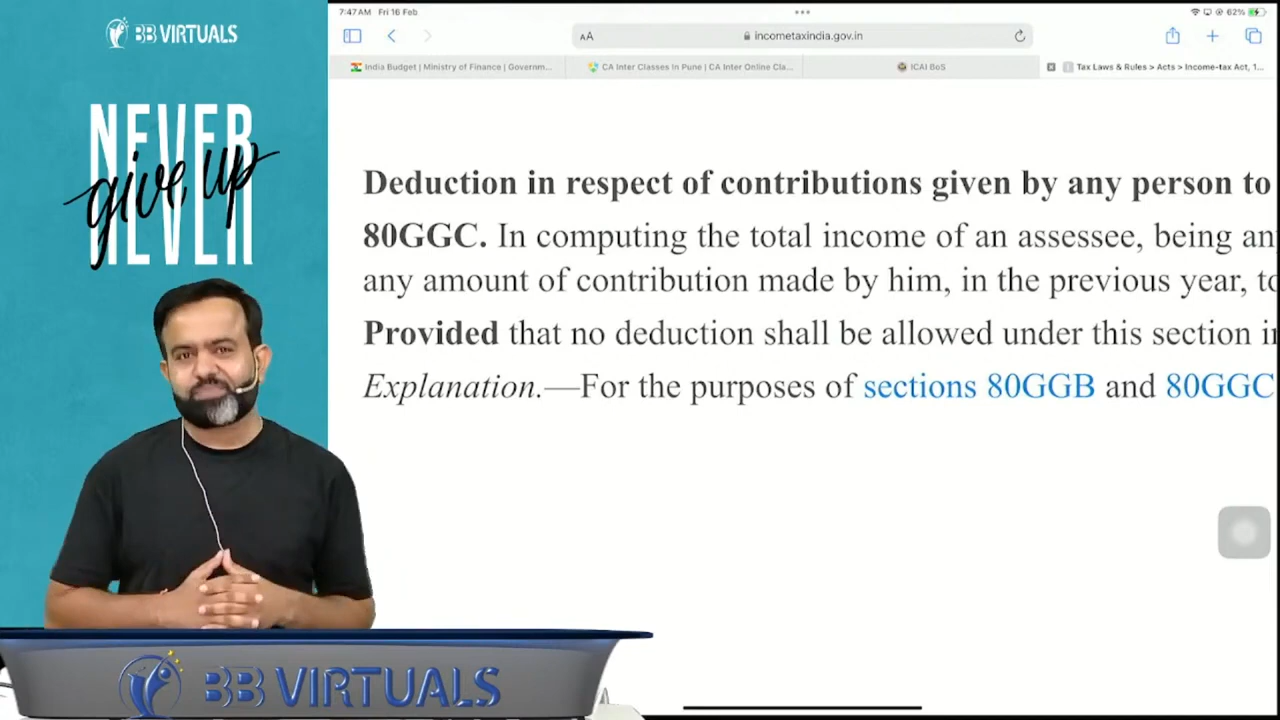 BB VIRTUALS
NEVER
give up
NEVER
7:47 AM Fri 16 Feb
62%
AA
incometaxindia.gov.in
India Budget | Ministry of Finance | Governm...
CA Inter Classes In Pune | CA Inter Online Cla...
ICAI BoS
Tax Laws & Rules > Acts > Income-tax Act, 1...
Deduction in respect of contributions given by any person to
80GGC. In computing the total income of an assessee, being an
any amount of contribution made by him, in the previous year, to
Provided that no deduction shall be allowed under this section in
Explanation.—For the purposes of sections 80GGB and 80GGC
BB VIRTUALS